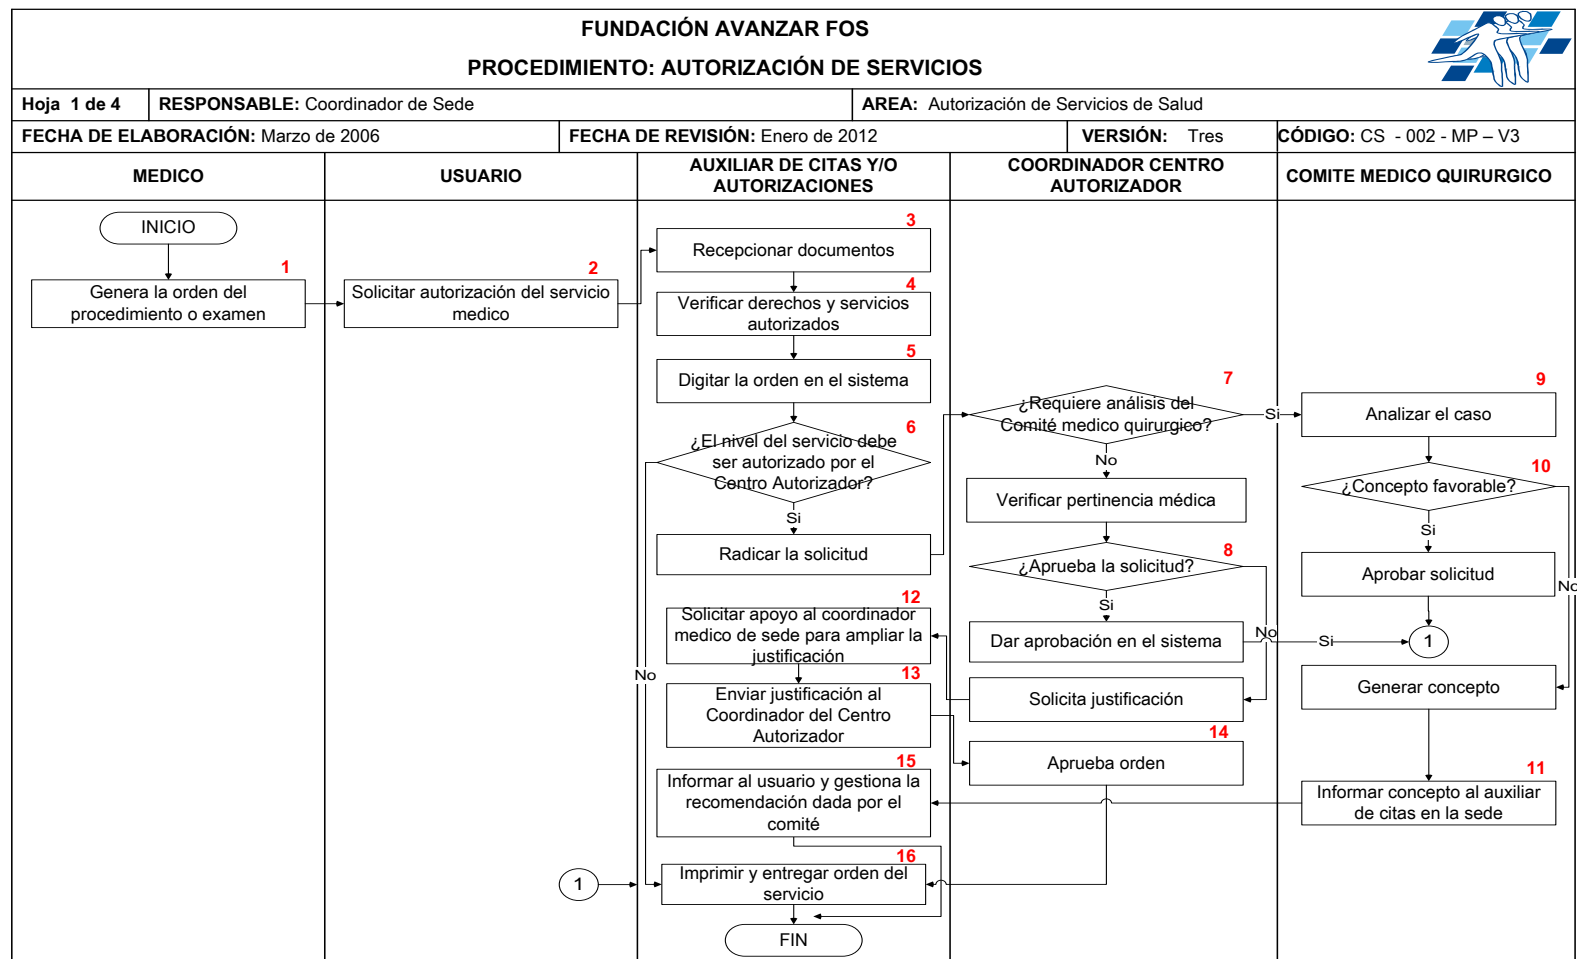 FUNDACIÓN AVANZAR FOS
PROCEDIMIENTO: AUTORIZACIÓN DE SERVICIOS
Hoja 1 de 4
RESPONSABLE: Coordinador de Sede
AREA: Autorización de Servicios de Salud
FECHA DE ELABORACIÓN: Marzo de 2006
FECHA DE REVISIÓN: Enero de 2012
VERSIÓN: Tres
CÓDIGO: CS - 002 - MP – V3
MEDICO
USUARIO
AUXILIAR DE CITAS Y/O
AUTORIZACIONES
COORDINADOR CENTRO
AUTORIZADOR
COMITE MEDICO QUIRURGICO
INICIO
1
Genera la orden del
procedimiento o examen
2
Solicitar autorización del servicio
medico
3
Recepcionar documentos
4
Verificar derechos y servicios
autorizados
5
Digitar la orden en el sistema
6
¿El nivel del servicio debe
ser autorizado por el
Centro Autorizador?
Si
No
Radicar la solicitud
7
¿Requiere análisis del
Comité medico quirurgico?
Si
No
Verificar pertinencia médica
8
¿Aprueba la solicitud?
Si
No
Dar aprobación en el sistema
Si
Solicita justificación
9
Analizar el caso
10
¿Concepto favorable?
Si
No
Aprobar solicitud
1
Generar concepto
11
Informar concepto al auxiliar
de citas en la sede
12
Solicitar apoyo al coordinador
medico de sede para ampliar la
justificación
13
Enviar justificación al
Coordinador del Centro
Autorizador
14
Aprueba orden
15
Informar al usuario y gestiona la
recomendación dada por el
comité
16
1
Imprimir y entregar orden del
servicio
FIN